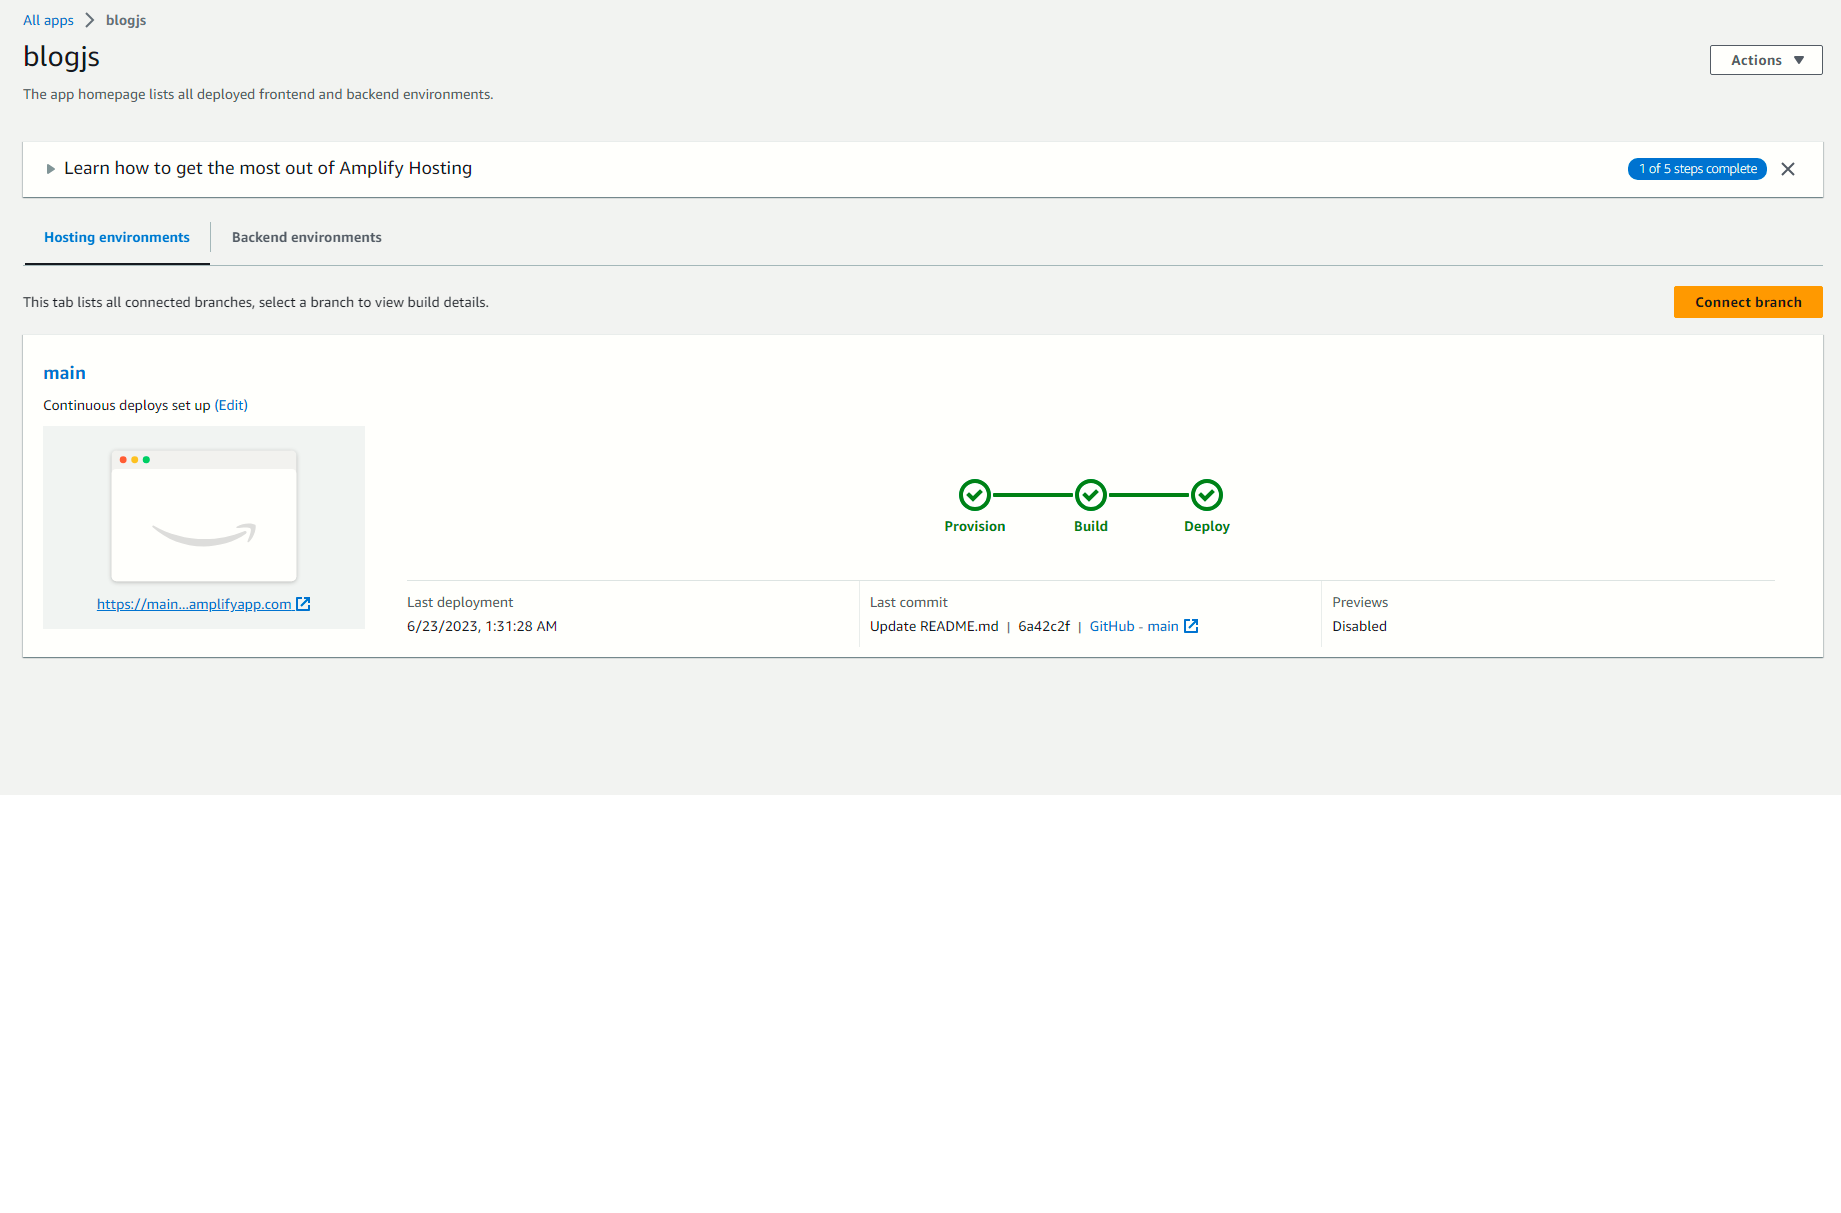 All apps > blogjs
blogjs
Actions
The app homepage lists all deployed frontend and backend environments.
Learn how to get the most out of Amplify Hosting
1 of 5 steps complete
Hosting environments
Backend environments
This tab lists all connected branches, select a branch to view build details.
Connect branch
main
Continuous deploys set up (Edit)
Provision
Build
Deploy
https://main...amplifyapp.com
Last deployment
6/23/2023, 1:31:28 AM
Last commit
Update README.md | 6a42c2f | GitHub - main
Previews
Disabled